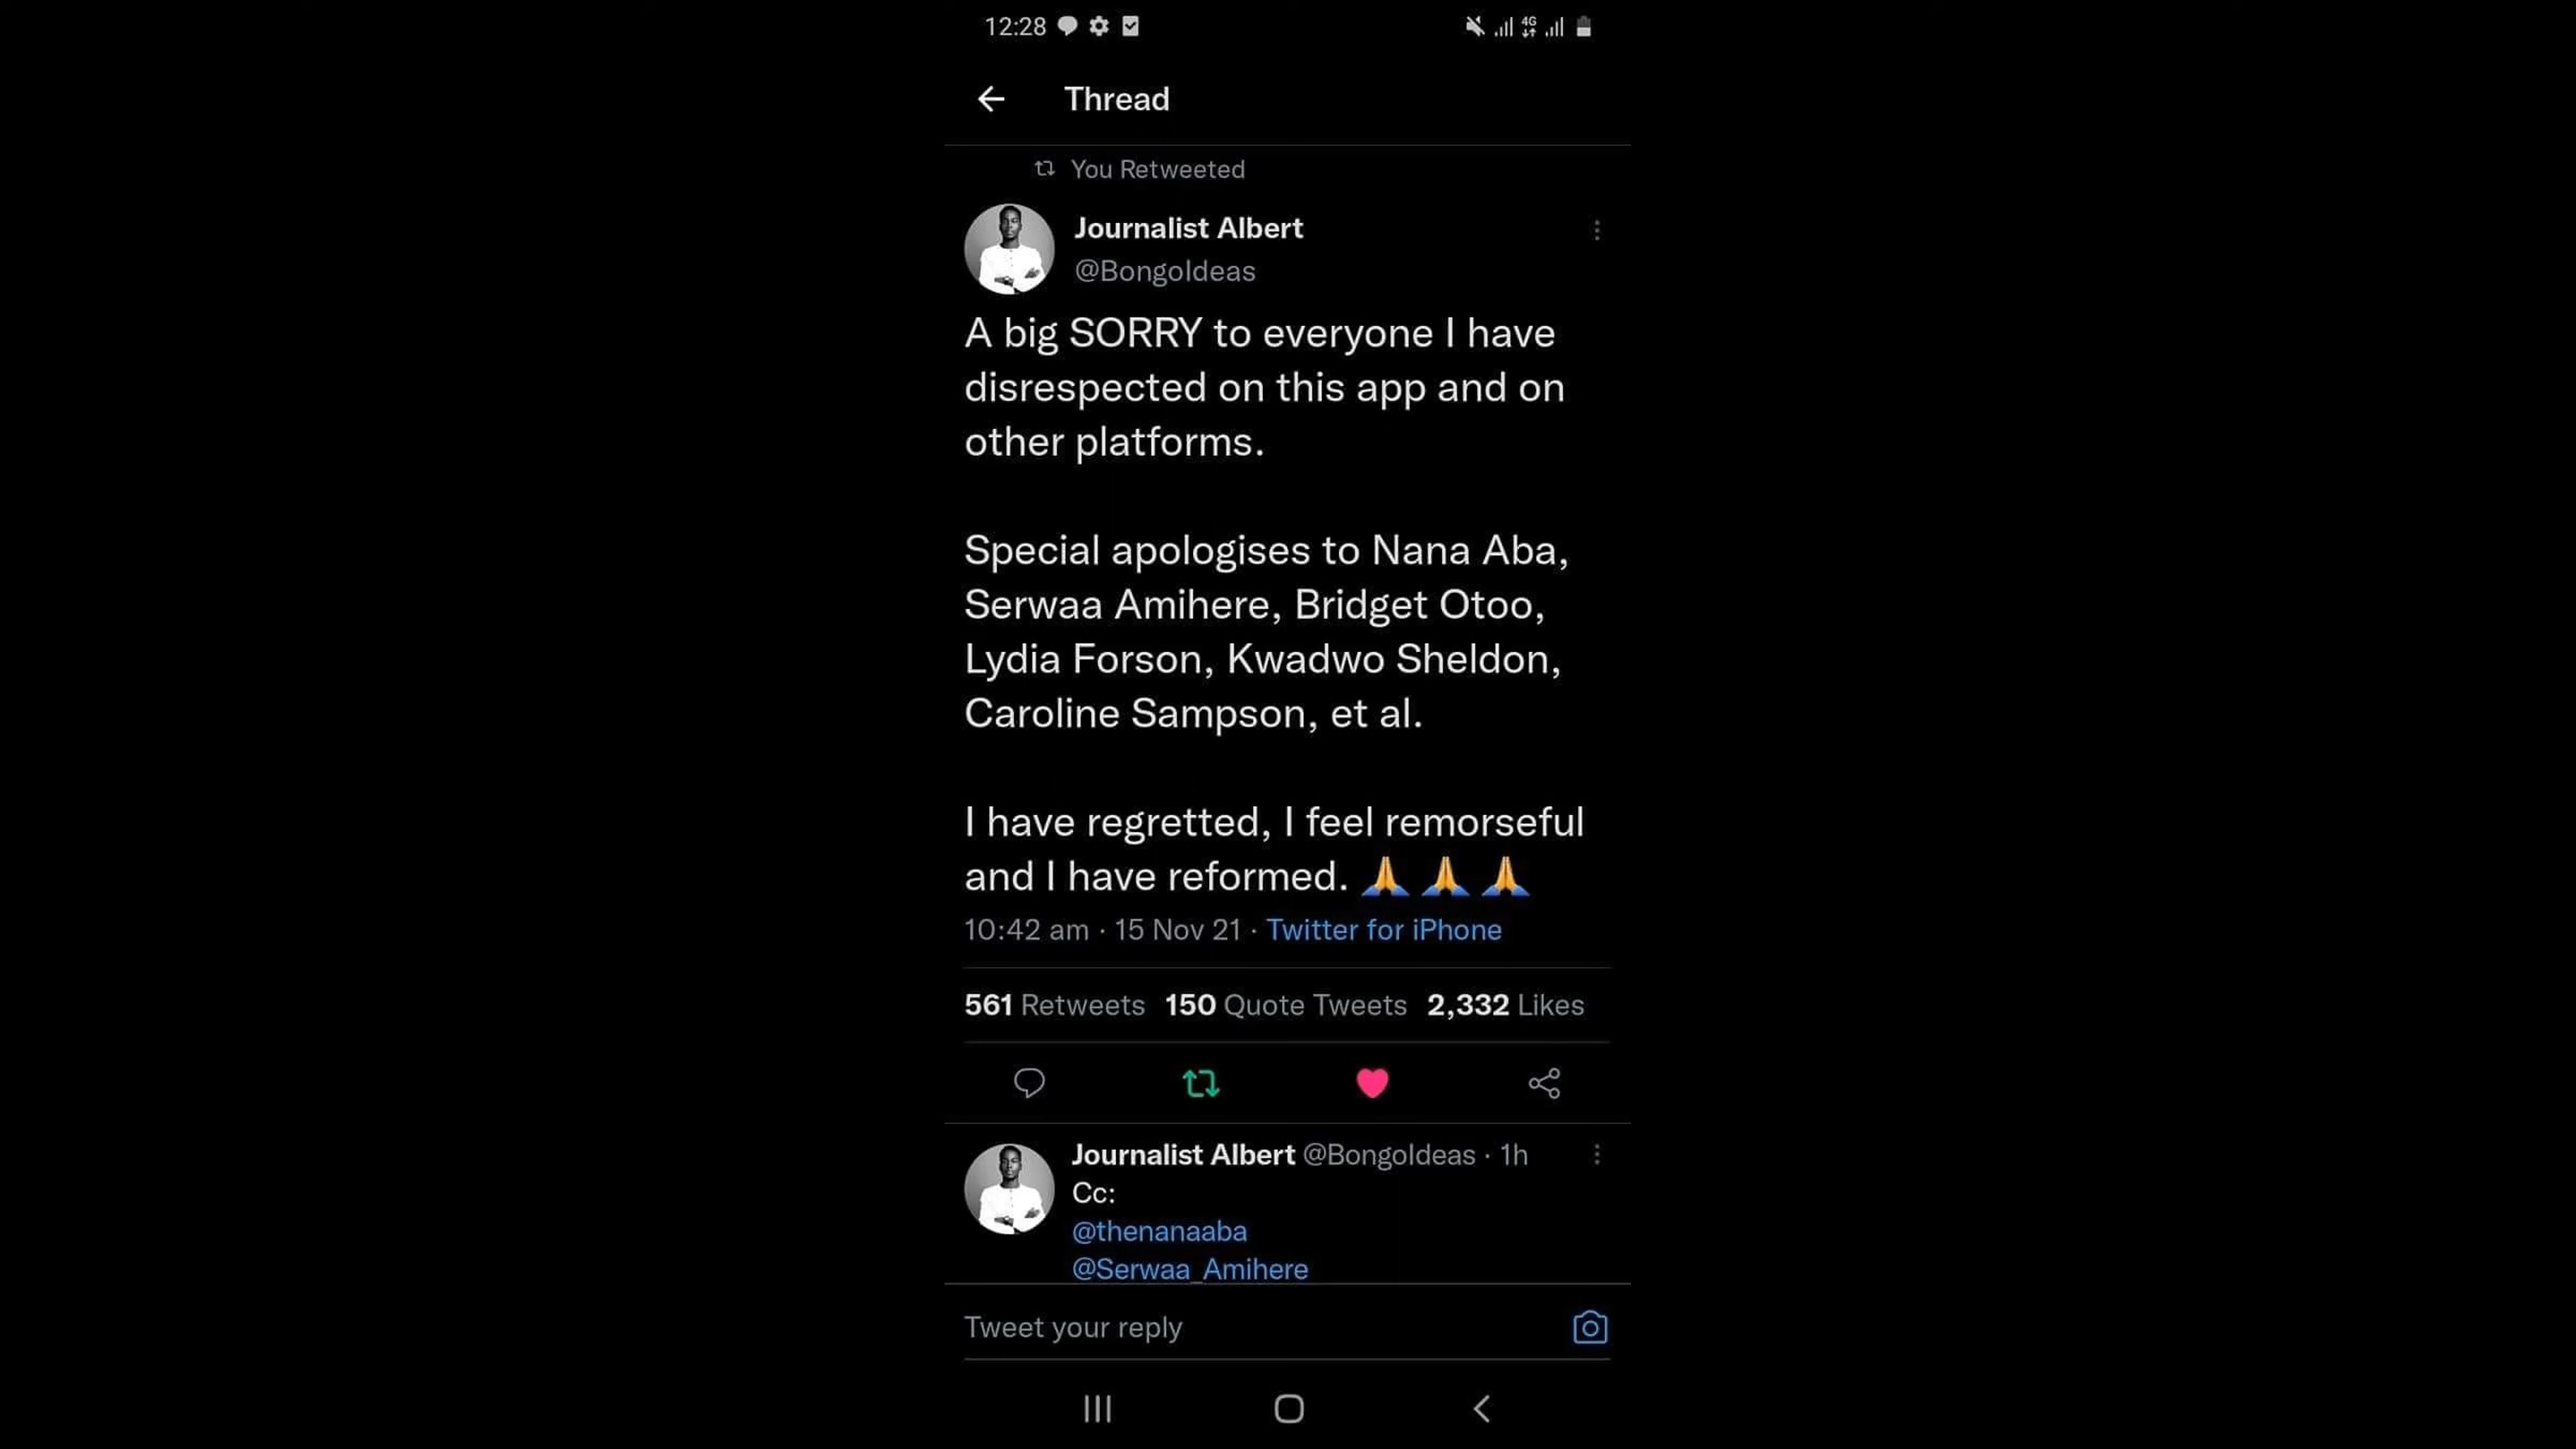 12:28
4G
Thread
You Retweeted
Journalist Albert
@BongoIdeas
A big SORRY to everyone I have
disrespected on this app and on
other platforms.
Special apologises to Nana Aba,
Serwaa Amihere, Bridget Otoo,
Lydia Forson, Kwadwo Sheldon,
Caroline Sampson, et al.
I have regretted, I feel remorseful
and I have reformed. 🙏 🙏 🙏
10:42 am · 15 Nov 21 · Twitter for iPhone
561 Retweets 150 Quote Tweets 2,332 Likes
Journalist Albert @BongoIdeas · 1h
Cc:
@thenanaaba
@Serwaa_Amihere
Tweet your reply